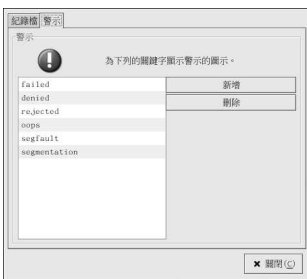 紀錄檔 警示
警示
為下列的關鍵字顯示警示的圖示。
failed
denied
rejected
oops
segfault
segmentation
新增
刪除
關閉(C)